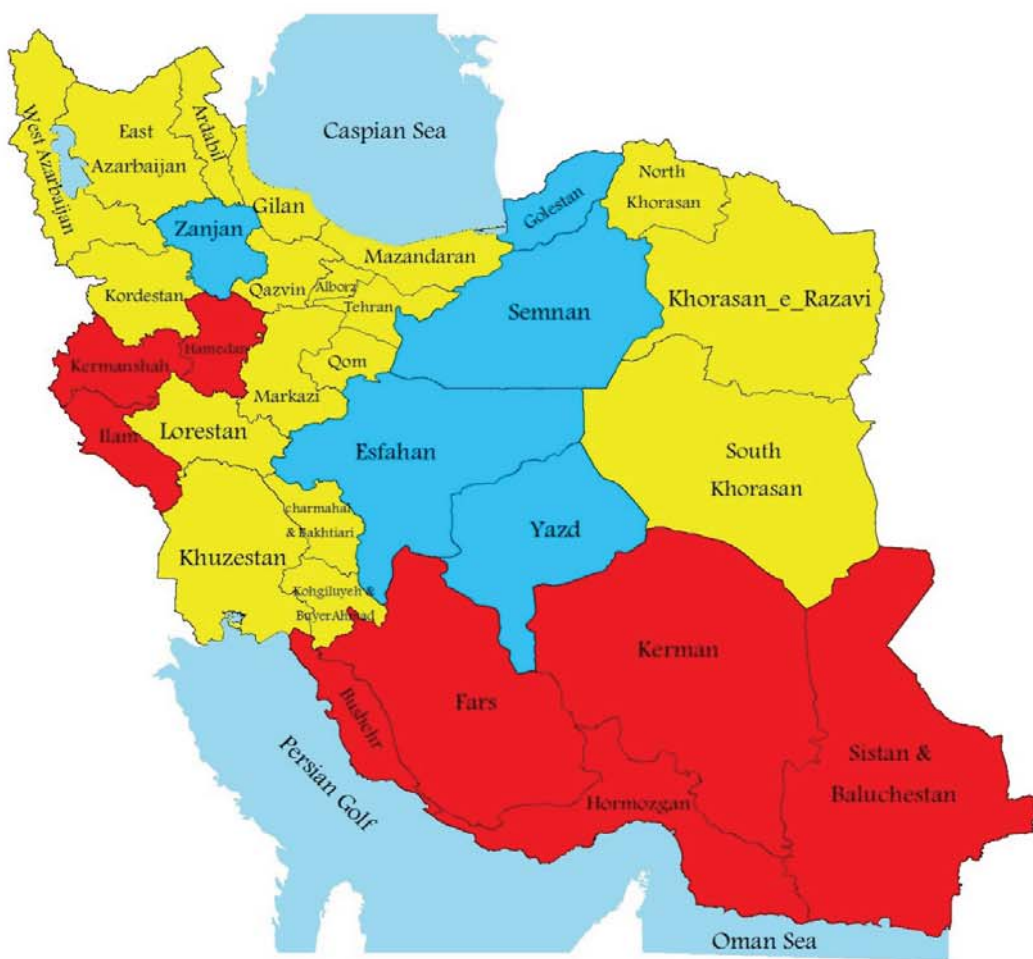 Caspian Sea
West Azarbaijan
East
Azarbaijan
Ardabil
Gilan
Zanjan
Golestan
North
Khorasan
Mazandaran
Kordestan
Qazvin
Alborz
Tehran
Semnan
Khorasan_e_Razavi
Kermanshah
Hamedan
Qom
Markazi
Ilam
Lorestan
Esfahan
South
Khorasan
charmahal
& Bakhtiari
Yazd
Khuzestan
Kohgiluyeh &
BuyerAhmad
Kerman
Fars
Bushehr
Sistan &
Baluchestan
Hormozgan
Persian Golf
Oman Sea